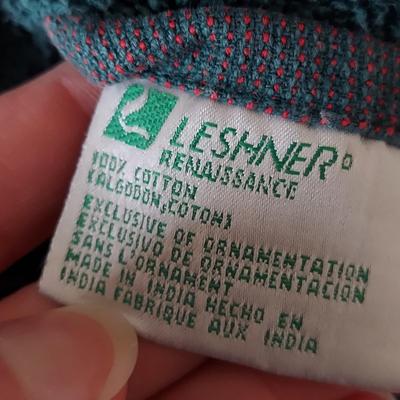 LESHNER
RENAISSANCE
100% COTTON
(ALGODON,COTON)
EXCLUSIVE OF ORNAMENTATION
EXCLUSIVO DE ORNAMENTACION
SANS L'ORNAMENT
MADE IN INDIA HECHO EN
INDIA FABRIQUE AUX INDIA